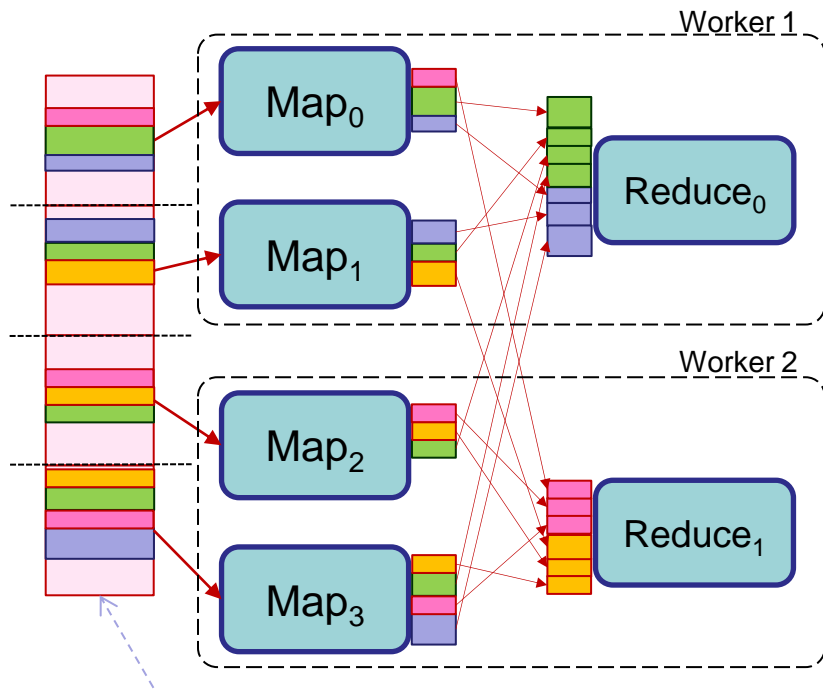 Worker 1
Map₀
Reduce₀
Map₁
Worker 2
Map₂
Reduce₁
Map₃